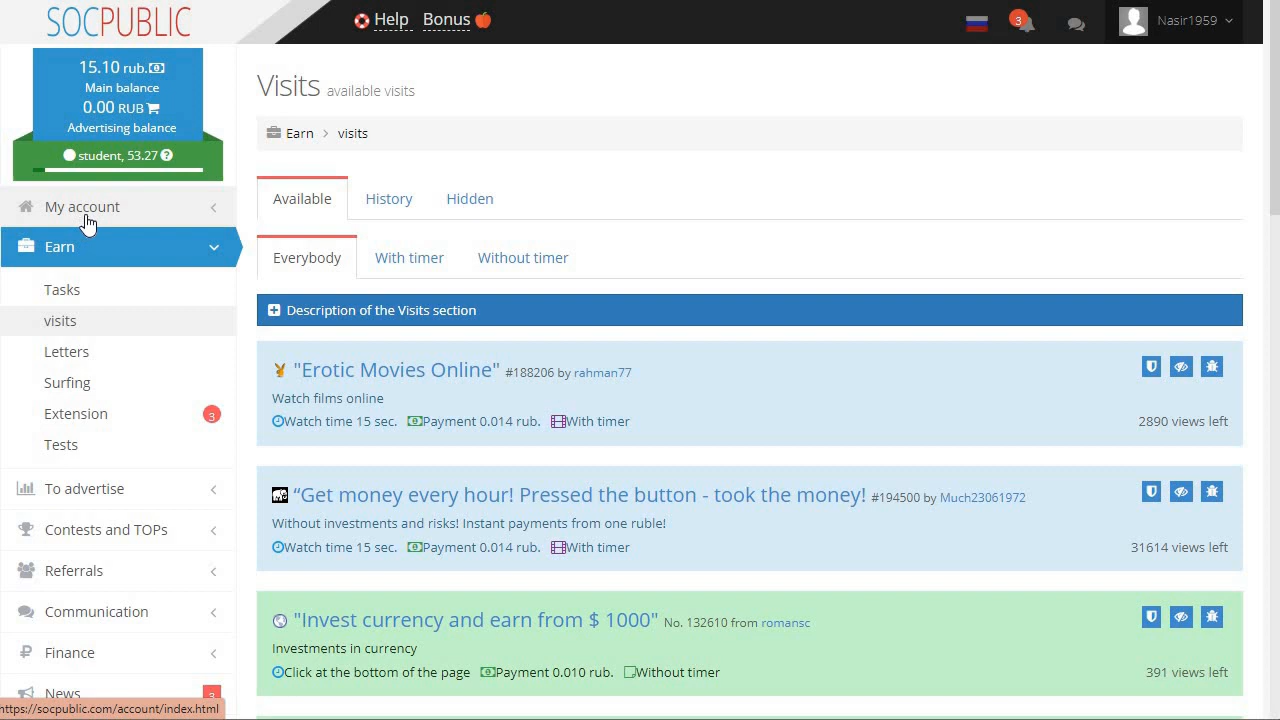 SOCPUBLIC
Help Bonus
3
Nasir1959
15.10 rub.
Main balance
0.00 RUB
Advertising balance
student, 53.27 ?
My account
Earn
Tasks
visits
Letters
Surfing
Extension 3
Tests
To advertise
Contests and TOPs
Referrals
Communication
Finance
News 3
https://socpublic.com/account/index.html
Visits available visits
Earn > visits
Available History Hidden
Everybody With timer Without timer
Description of the Visits section
"Erotic Movies Online" #188206 by rahman77
Watch films online
Watch time 15 sec. Payment 0.014 rub. With timer 2890 views left
“Get money every hour! Pressed the button - took the money! #194500 by Much23061972
Without investments and risks! Instant payments from one ruble!
Watch time 15 sec. Payment 0.014 rub. With timer 31614 views left
"Invest currency and earn from $ 1000" No. 132610 from romansc
Investments in currency
Click at the bottom of the page Payment 0.010 rub. Without timer 391 views left